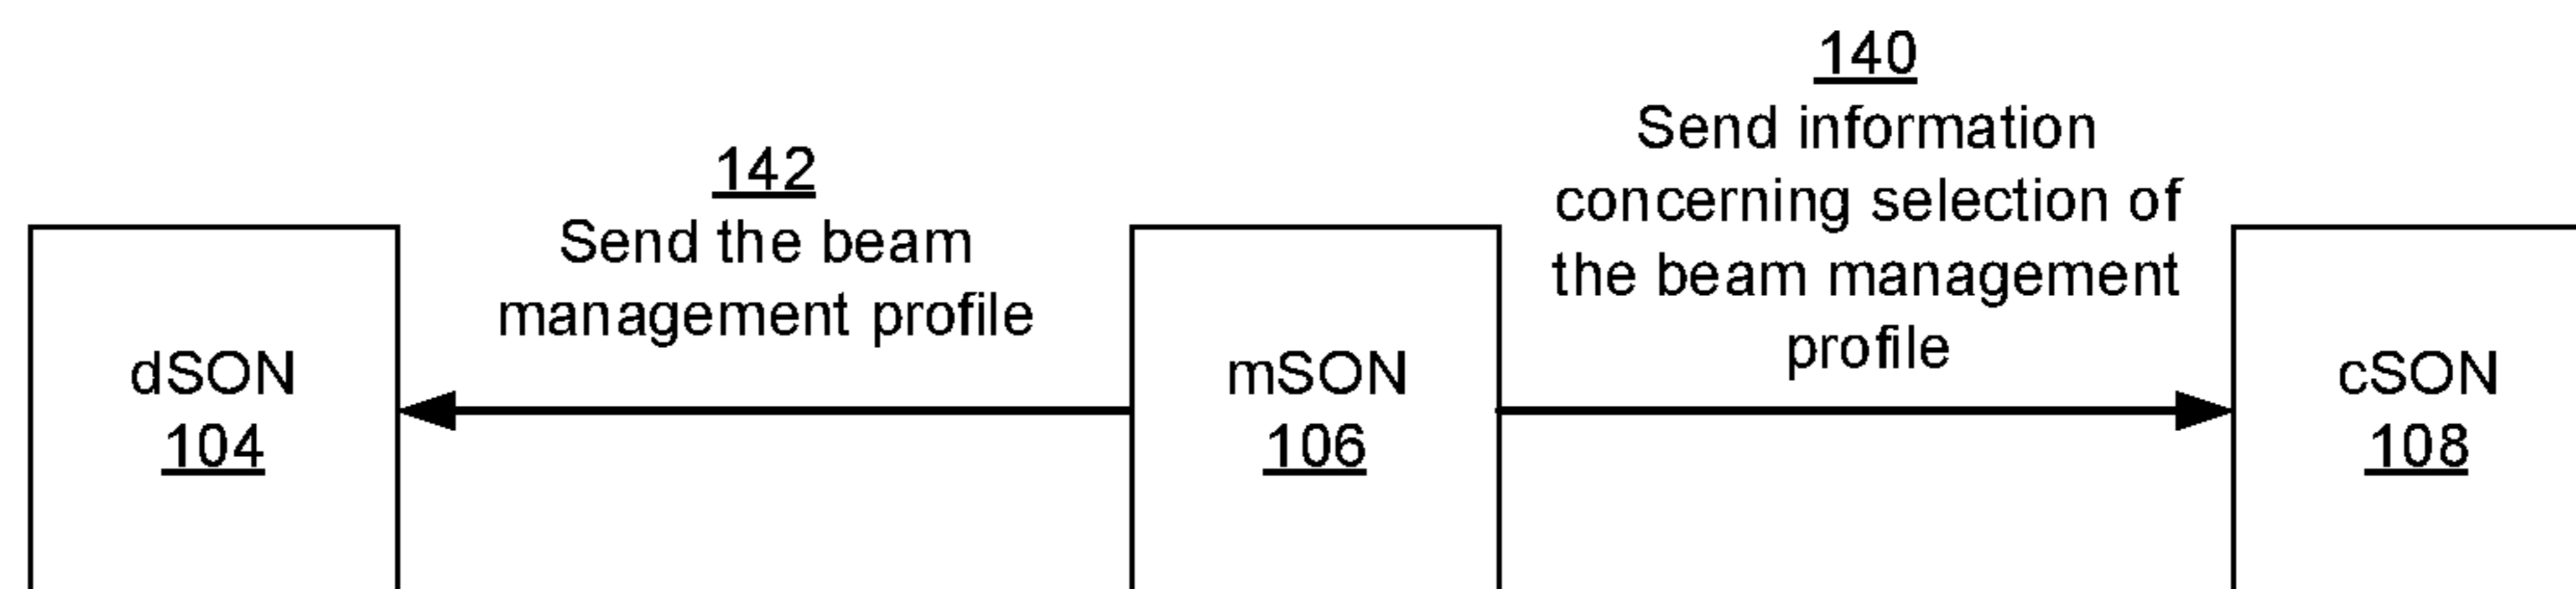 140
Send information
concerning selection of
the beam management
profile
142
Send the beam
management profile
dSON
104
mSON
106
cSON
108